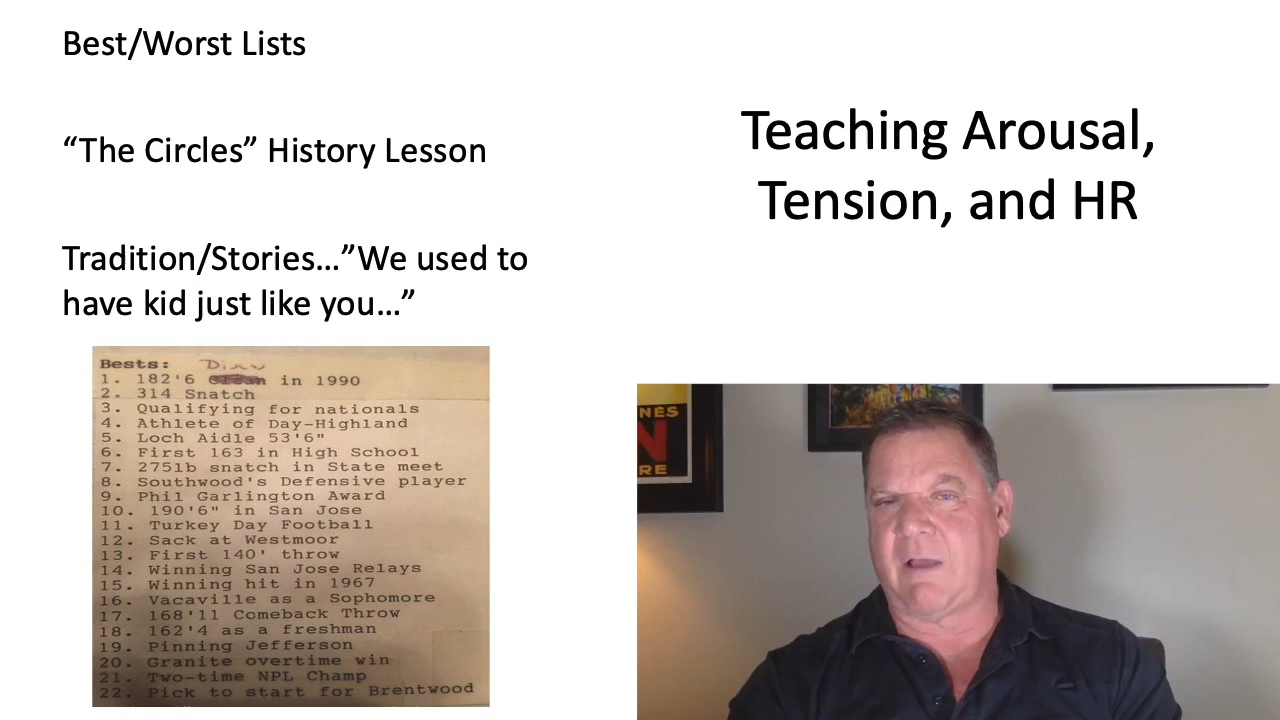 Best/Worst Lists
“The Circles” History Lesson
Tradition/Stories…”We used to
have kid just like you…”
Teaching Arousal,
Tension, and HR
Bests:
1. 182'6 in 1990
2. 314 Snatch
3. Qualifying for nationals
4. Athlete of Day-Highland
5. Loch Aidle 53'6"
6. First 163 in High School
7. 275lb snatch in State meet
8. Southwood's Defensive player
9. Phil Garlington Award
10. 190'6" in San Jose
11. Turkey Day Football
12. Sack at Westmoor
13. First 140' throw
14. Winning San Jose Relays
15. Winning hit in 1967
16. Vacaville as a Sophomore
17. 168'11 Comeback Throw
18. 162'4 as a freshman
19. Pinning Jefferson
20. Granite overtime win
21. Two-time NPL Champ
22. Pick to start for Brentwood
NES
N
RE